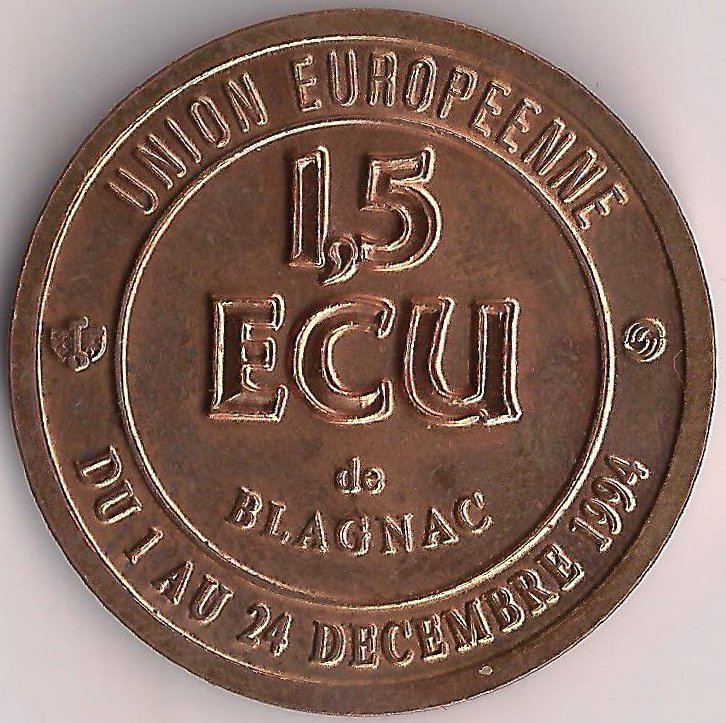 UNION EUROPEENNE
1,5
ECU
de
BLAGNAC
DU 1 AU 24 DECEMBRE 1994